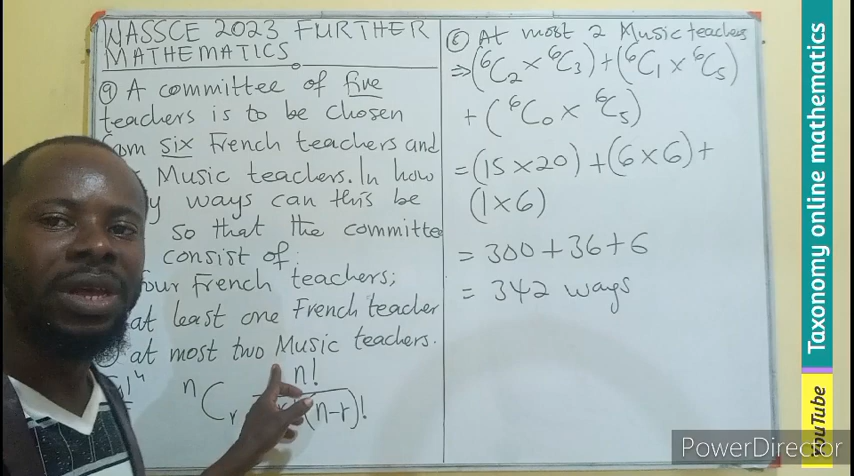 WASSCE 2023 FURTHER
MATHEMATICS.
⑨ A committee of five
teachers is to be chosen
from six French teachers and
Music teachers. In how
ways can this be
so that the committee
consist of:
four French teachers;
at least one French teacher
at most two Music teachers.
nCr n!
(n-r)!
ⓒ At most 2 Music teachers
⇒ (⁶C₂ × ⁶C₃) + (⁶C₁ × ⁶C₅)
+ (⁶C₀ × ⁶C₅)
= (15 × 20) + (6 × 6) +
(1 × 6)
= 300 + 36 + 6
= 342 ways
Taxonomy online mathematics
YouTube
PowerDirector